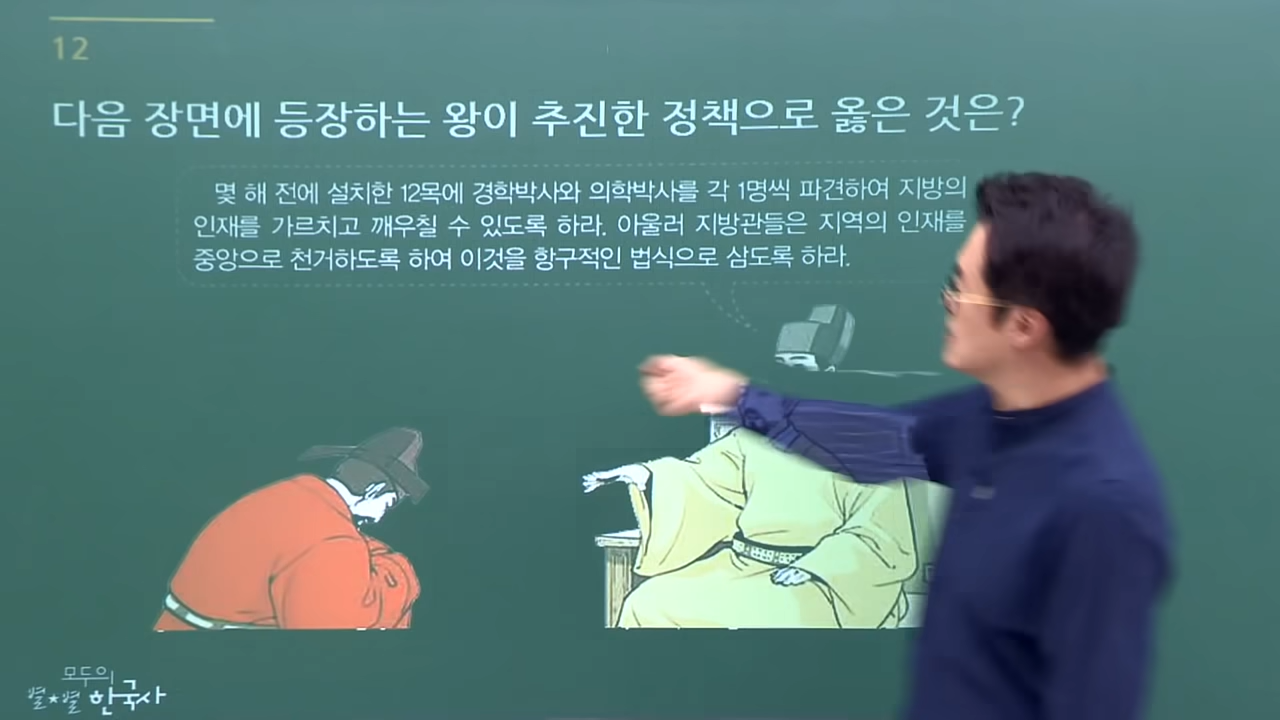 12
다음 장면에 등장하는 왕이 추진한 정책으로 옳은 것은?
몇 해 전에 설치한 12목에 경학박사와 의학박사를 각 1명씩 파견하여 지방의
인재를 가르치고 깨우칠 수 있도록 하라. 아울러 지방관들은 지역의 인재를
중앙으로 천거하도록 하여 이것을 항구적인 법식으로 삼도록 하라.
모두의
별★별 한국사